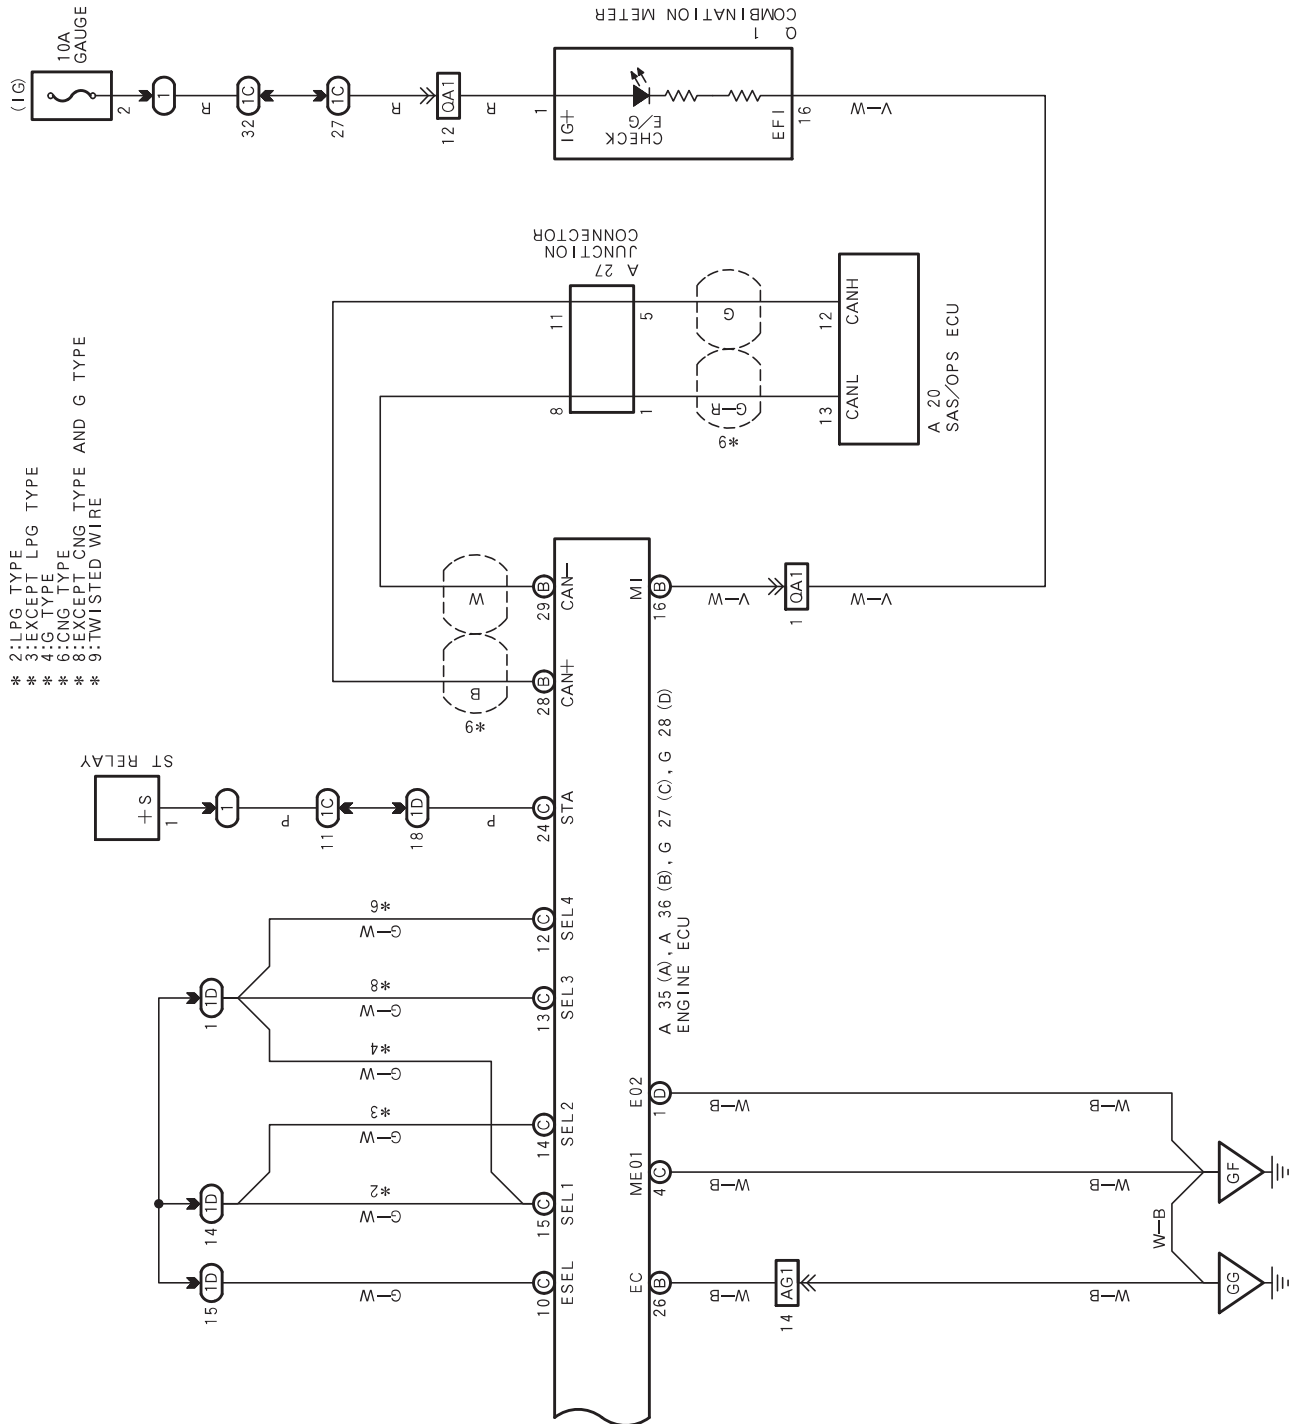 (IG)
10A
GAUGE
2
1
R
32
1C
27
1C
R
12
QA1
R
1
IG+
CHECK
E/G
EFI
16
Q 1
COMBINATION METER
V-W
* 2:LPG TYPE
* 3:EXCEPT LPG TYPE
* 4:G TYPE
* 6:CNG TYPE
* 8:EXCEPT CNG TYPE AND G TYPE
* 9:TWISTED WIRE
A 27
JUNCTION
CONNECTOR
11
5
8
1
G
G-R
*9
12
CANH
13
CANL
A 20
SAS/OPS ECU
W
B
*9
29
B
CAN-
28
B
CAN+
MI
16
B
V-W
1
QA1
V-W
ST RELAY
+S
1
1
P
11
1C
18
1D
P
24
C
STA
*6
G-W
12
C
SEL4
1
1D
*8
G-W
13
C
SEL3
*4
G-W
*3
G-W
14
C
SEL2
14
1D
*2
G-W
15
C
SEL1
15
1D
G-W
10
C
ESEL
A 35 (A), A 36 (B), G 27 (C), G 28 (D)
ENGINE ECU
E02
1
D
W-B
W-B
ME01
4
C
W-B
W-B
GF
W-B
EC
26
B
W-B
14
AG1
W-B
GG